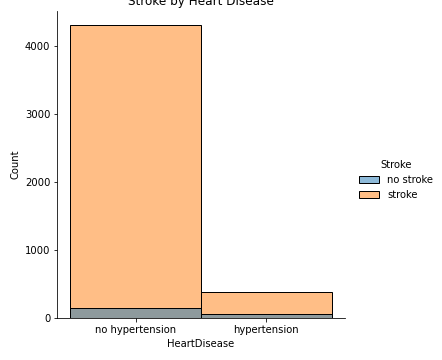 Stroke by Heart Disease
4000
3000
2000
1000
0
Count
no hypertension
hypertension
HeartDisease
Stroke
no stroke
stroke